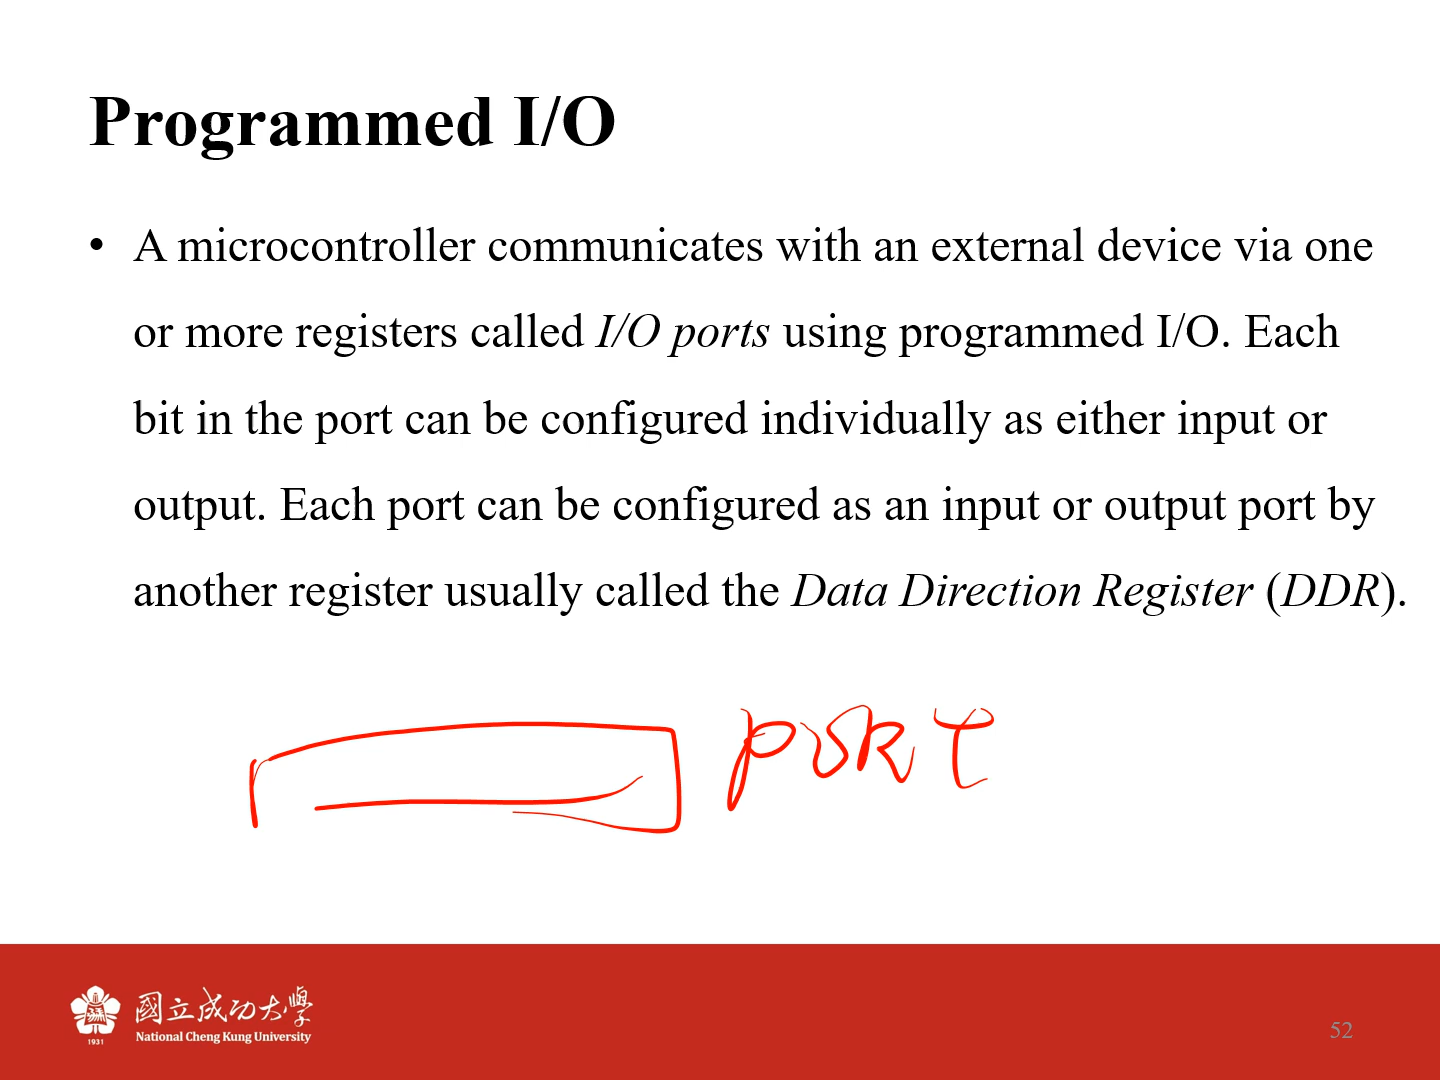 Programmed I/O
• A microcontroller communicates with an external device via one
or more registers called I/O ports using programmed I/O. Each
bit in the port can be configured individually as either input or
output. Each port can be configured as an input or output port by
another register usually called the Data Direction Register (DDR).
PORT
國立成功大學
National Cheng Kung University
1931
52